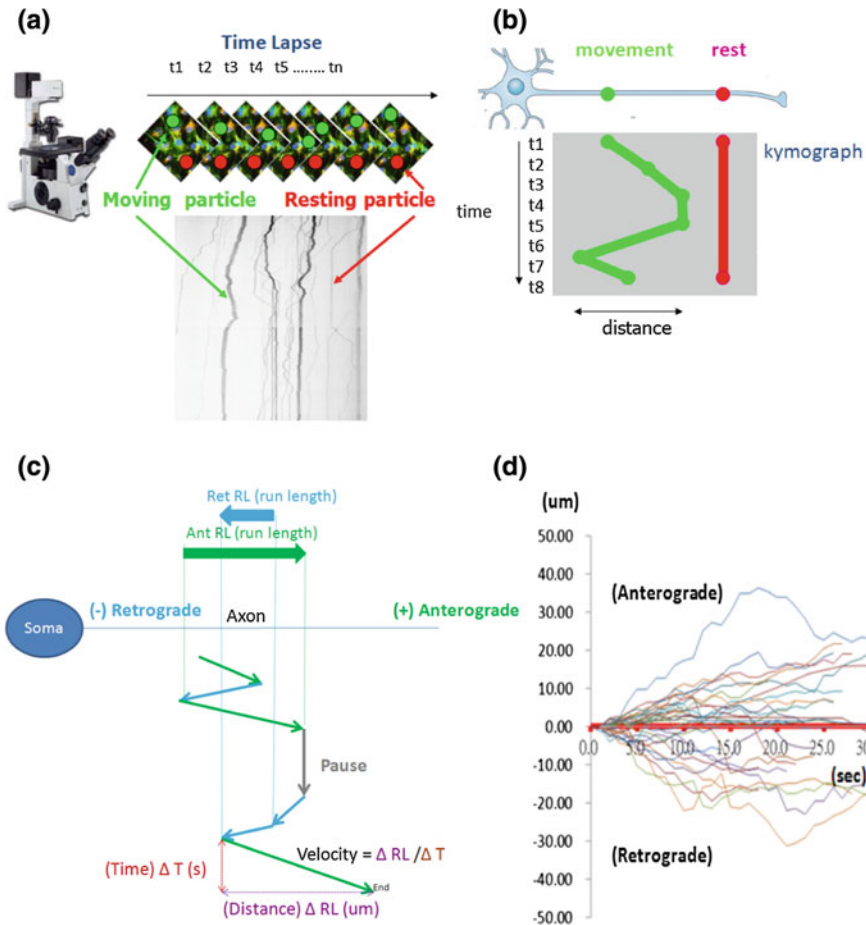 (a)
Time Lapse
t1 t2 t3 t4 t5 ........ tn
Moving particle
Resting particle
(b)
movement rest
t1
t2
t3
t4
t5
t6
t7
t8
time
kymograph
distance
(c)
Ret RL (run length)
Ant RL (run length)
(-) Retrograde
Axon
(+) Anterograde
Soma
Pause
Velocity = Δ RL /Δ T
(Time) Δ T (s)
End
(Distance) Δ RL (um)
(d)
(um)
50.00
40.00
(Anterograde)
30.00
20.00
10.00
0.00
0.0 5.0 10.0 15.0 20.0 25.0 30
-10.00
(sec)
-20.00
-30.00
(Retrograde)
-40.00
-50.00